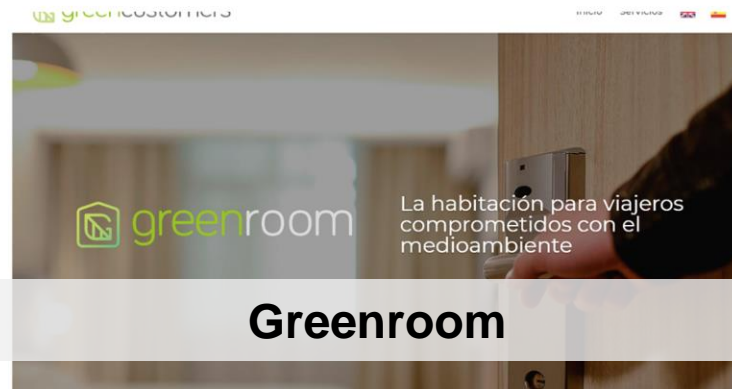 greencustomers
Inicio Servicios
greenroom
La habitación para viajeros
comprometidos con el
medioambiente
Greenroom